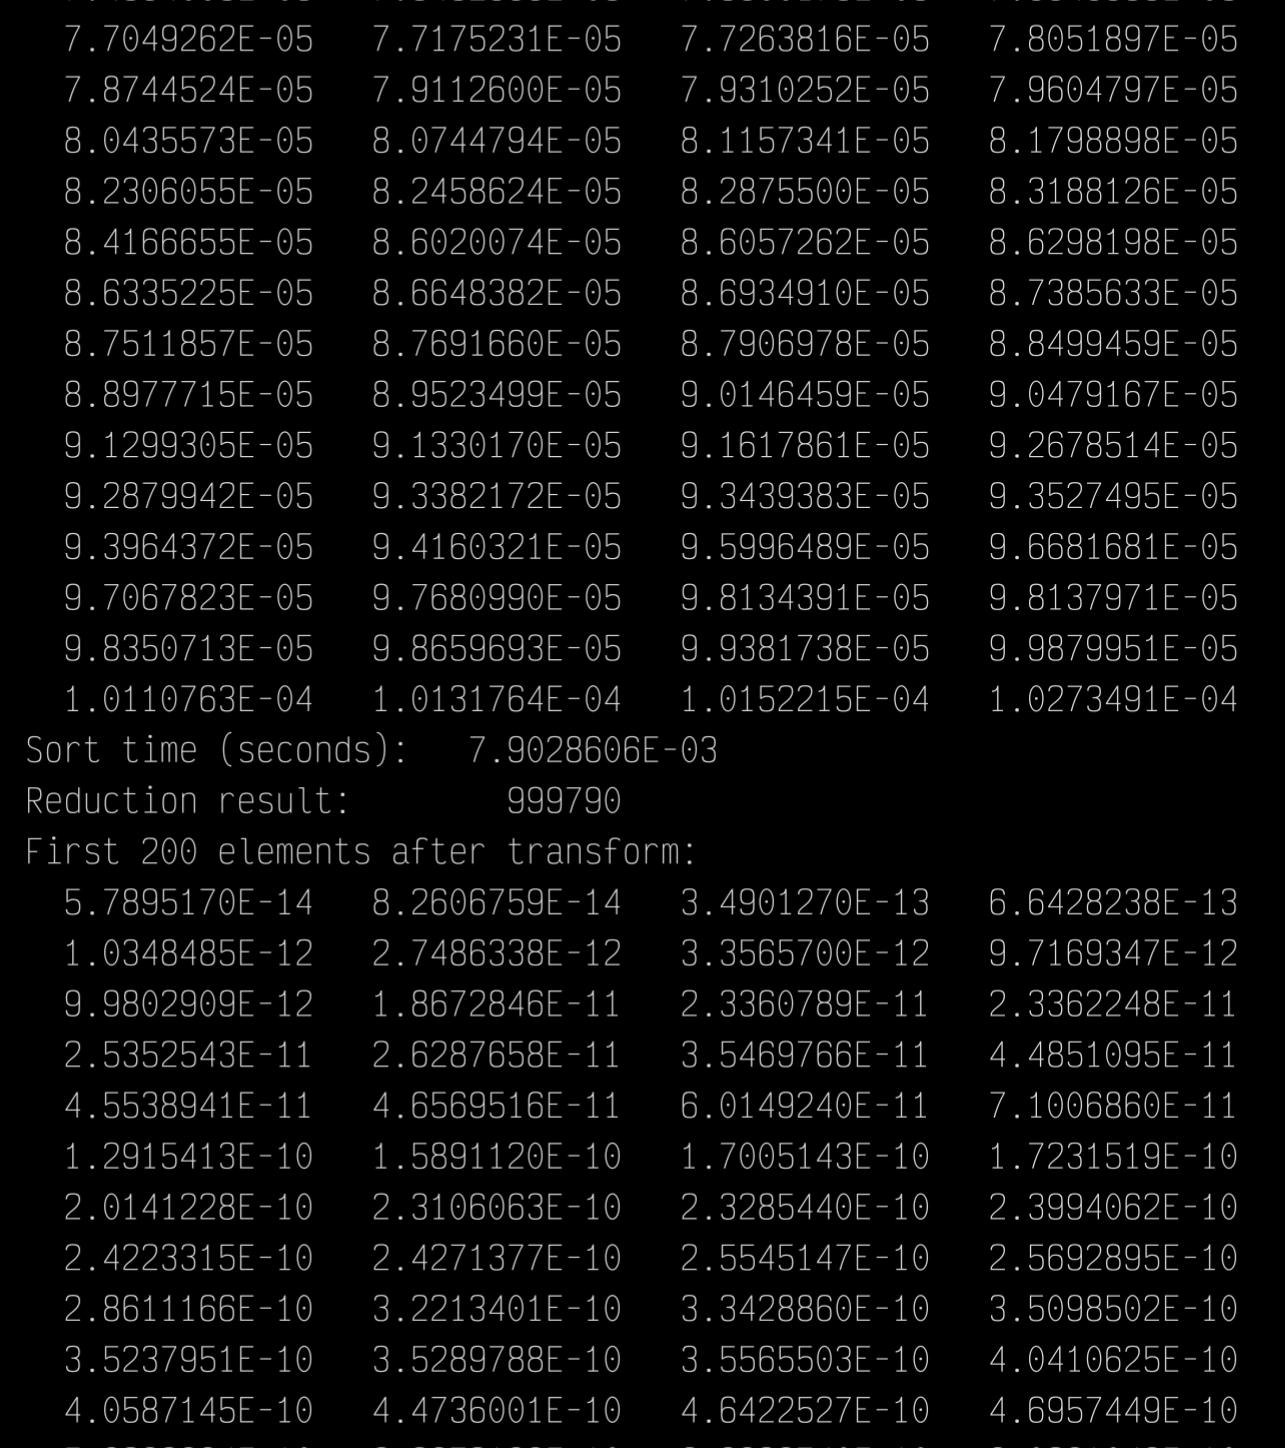 7.7049262E-05 7.7175231E-05 7.7263816E-05 7.8051897E-05
7.8744524E-05 7.9112600E-05 7.9310252E-05 7.9604797E-05
8.0435573E-05 8.0744794E-05 8.1157341E-05 8.1798898E-05
8.2306055E-05 8.2458624E-05 8.2875500E-05 8.3188126E-05
8.4166655E-05 8.6020074E-05 8.6057262E-05 8.6298198E-05
8.6335225E-05 8.6648382E-05 8.6934910E-05 8.7385633E-05
8.7511857E-05 8.7691660E-05 8.7906978E-05 8.8499459E-05
8.8977715E-05 8.9523499E-05 9.0146459E-05 9.0479167E-05
9.1299305E-05 9.1330170E-05 9.1617861E-05 9.2678514E-05
9.2879942E-05 9.3382172E-05 9.3439383E-05 9.3527495E-05
9.3964372E-05 9.4160321E-05 9.5996489E-05 9.6681681E-05
9.7067823E-05 9.7680990E-05 9.8134391E-05 9.8137971E-05
9.8350713E-05 9.8659693E-05 9.9381738E-05 9.9879951E-05
1.0110763E-04 1.0131764E-04 1.0152215E-04 1.0273491E-04
Sort time (seconds): 7.9028606E-03
Reduction result: 999790
First 200 elements after transform:
5.7895170E-14 8.2606759E-14 3.4901270E-13 6.6428238E-13
1.0348485E-12 2.7486338E-12 3.3565700E-12 9.7169347E-12
9.9802909E-12 1.8672846E-11 2.3360789E-11 2.3362248E-11
2.5352543E-11 2.6287658E-11 3.5469766E-11 4.4851095E-11
4.5538941E-11 4.6569516E-11 6.0149240E-11 7.1006860E-11
1.2915413E-10 1.5891120E-10 1.7005143E-10 1.7231519E-10
2.0141228E-10 2.3106063E-10 2.3285440E-10 2.3994062E-10
2.4223315E-10 2.4271377E-10 2.5545147E-10 2.5692895E-10
2.8611166E-10 3.2213401E-10 3.3428860E-10 3.5098502E-10
3.5237951E-10 3.5289788E-10 3.5565503E-10 4.0410625E-10
4.0587145E-10 4.4736001E-10 4.6422527E-10 4.6957449E-10